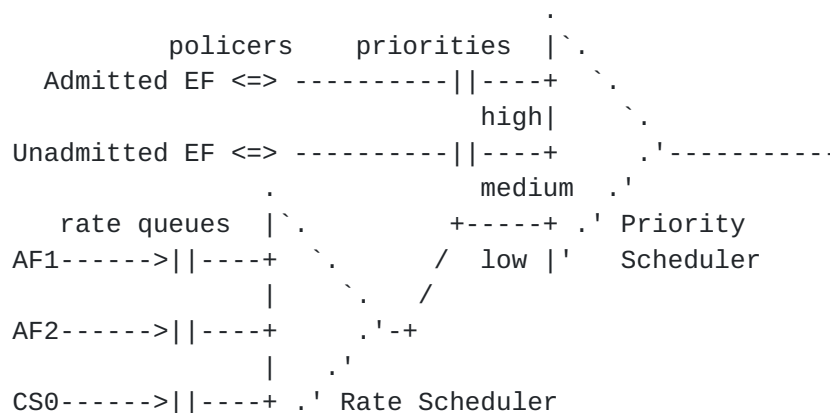 policers priorities
Admitted EF <=>
high
Unadmitted EF <=>
medium
rate queues Priority
AF1 low Scheduler
AF2
CS0 Rate Scheduler